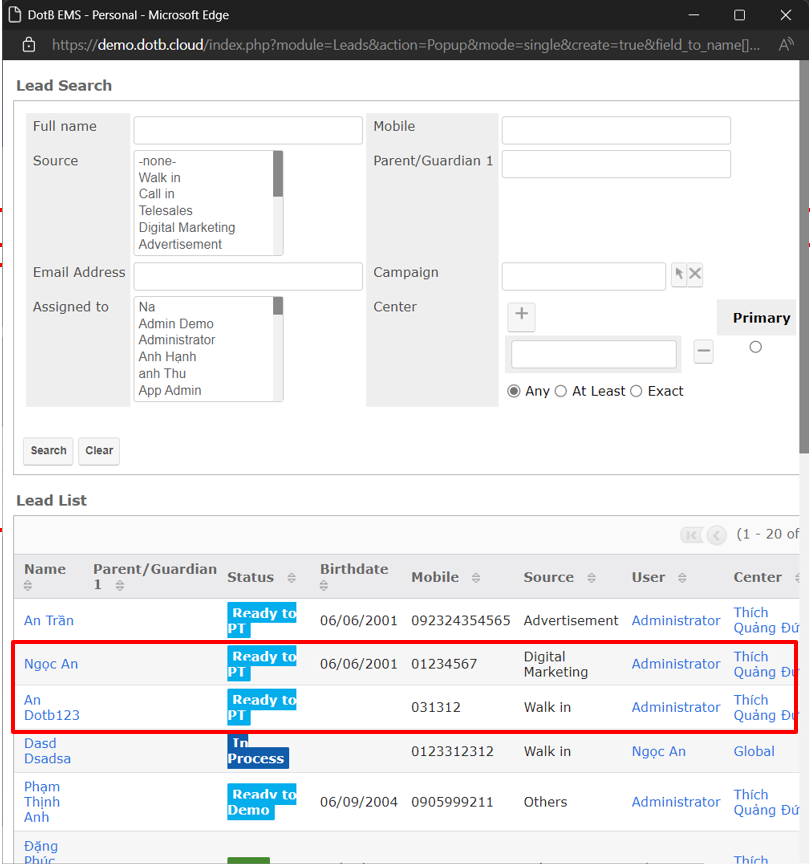 DotB EMS - Personal - Microsoft Edge
https://demo.dotb.cloud/index.php?module=Leads&action=Popup&mode=single&create=true&field_to_name[]...
Lead Search
Full name
Mobile
Source
-none-
Walk in
Call in
Telesales
Digital Marketing
Advertisement
Parent/Guardian 1
Email Address
Campaign
Assigned to
Na
Admin Demo
Administrator
Anh Hạnh
anh Thu
App Admin
Center
Primary
Any At Least Exact
Search Clear
Lead List
(1 - 20 of
Name Parent/Guardian 1 Status Birthdate Mobile Source User Center
An Trần Ready to PT 06/06/2001 092324354565 Advertisement Administrator Thích Quảng Đứ
Ngọc An Ready to PT 06/06/2001 01234567 Digital Marketing Administrator Thích Quảng Đứ
An Dotb123 Ready to PT 031312 Walk in Administrator Thích Quảng Đứ
Dasd Dsadsa In Process 0123312312 Walk in Ngọc An Global
Phạm Thịnh Anh Ready to Demo 06/09/2004 0905999211 Others Administrator Thích Quảng Đứ
Đặng Phúc Thích